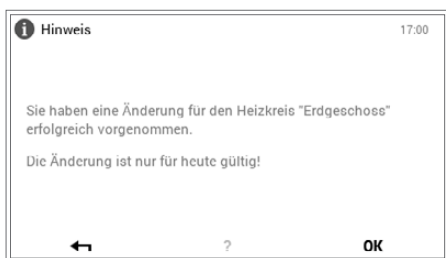 Hinweis 17:00
Sie haben eine Änderung für den Heizkreis "Erdgeschoss"
erfolgreich vorgenommen.
Die Änderung ist nur für heute gültig!
? OK